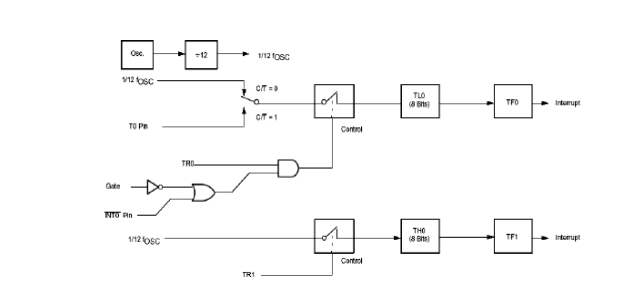 Osc.
÷12
1/12 fOSC
1/12 fOSC
C/T̅ = 0
T0 Pin
C/T̅ = 1
Control
TL0
(8 Bits)
TF0
Interrupt
TR0
Gate
I̅N̅T̅0̅ Pin
1/12 fOSC
TR1
Control
TH0
(8 Bits)
TF1
Interrupt